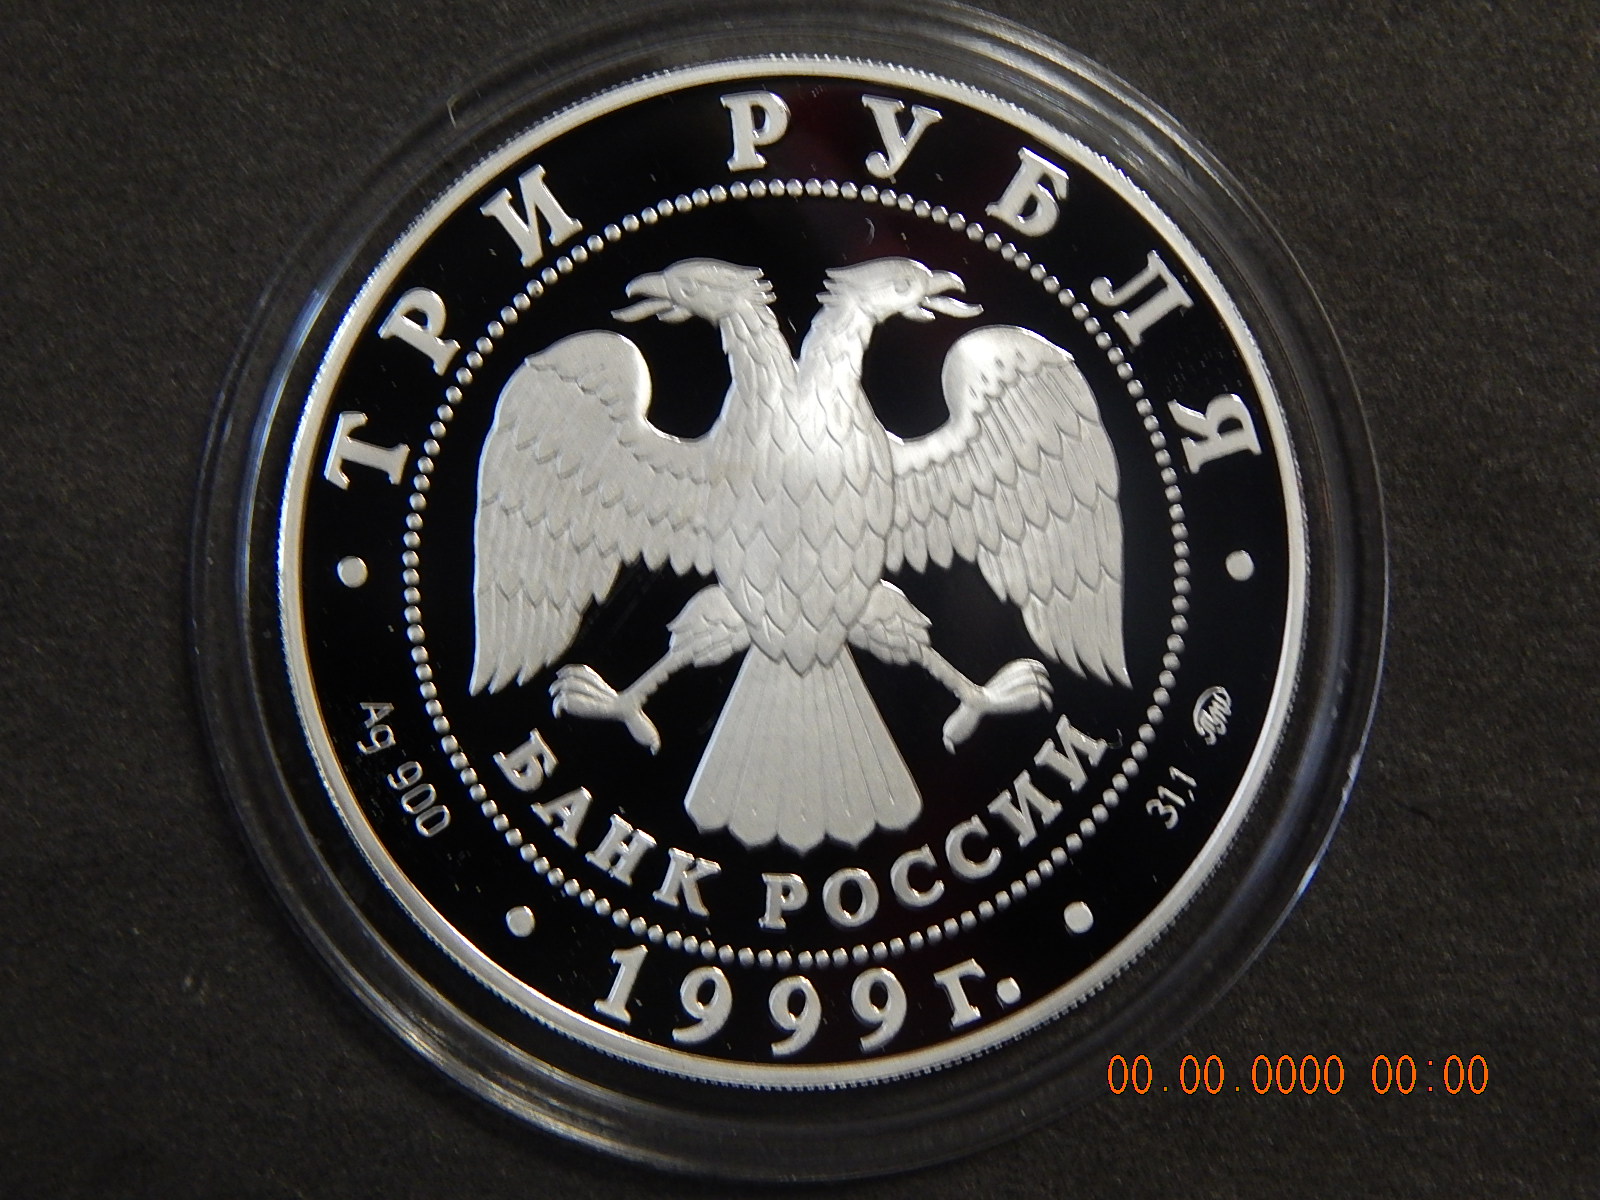 ТРИ РУБЛЯ
Ag 900
БАНК РОССИИ
31,1
1999г.
00.00.0000 00:00